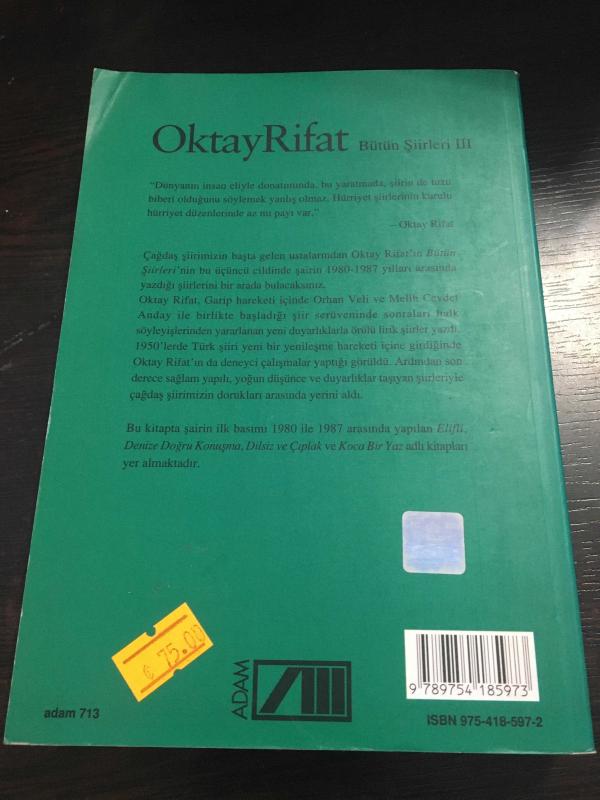 OktayRifat Bütün Şiirleri III
"Dünyanın insan eliyle donatımında, bu yaratmada, şiirin de tuzu
biberi olduğunu söylemek yanlış olmaz. Hürriyet şiirlerinin kurulu
hürriyet düzenlerinde az mı payı var."
– Oktay Rifat
Çağdaş şiirimizin başta gelen ustalarından Oktay Rifat'ın Bütün
Şiirleri'nin bu üçüncü cildinde şairin 1980-1987 yılları arasında
yazdığı şiirlerini bir arada bulacaksınız.
Oktay Rifat, Garip hareketi içinde Orhan Veli ve Melih Cevdet
Anday ile birlikte başladığı şiir serüveninde sonraları halk
söyleyişlerinden yararlanan yeni duyarlıklarla örülü lirik şiirler yazdı.
1950'lerde Türk şiiri yeni bir yenileşme hareketi içine girdiğinde
Oktay Rifat'ın da deneyci çalışmalar yaptığı görüldü. Ardından son
derece sağlam yapılı, yoğun düşünce ve duyarlıklar taşıyan şiirleriyle
çağdaş şiirimizin dorukları arasında yerini aldı.
Bu kitapta şairin ilk basımı 1980 ile 1987 arasında yapılan Elifli,
Denize Doğru Konuşma, Dilsiz ve Çıplak ve Koca Bir Yaz adlı kitapları
yer almaktadır.
₺ 75.00
ADAM
adam 713
9 789754 185973
ISBN 975-418-597-2